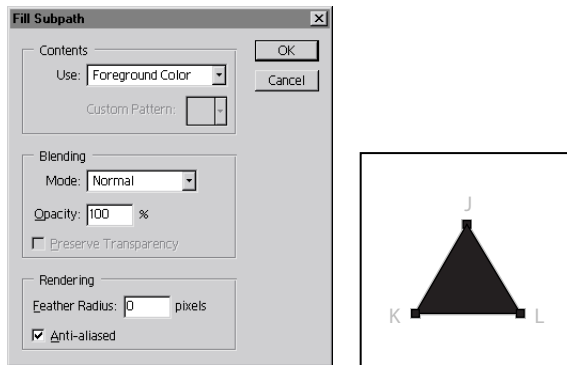 Fill Subpath
Contents
OK
Use: Foreground Color
Cancel
Custom Pattern:
Blending
Mode: Normal
Opacity: 100 %
Preserve Transparency
Rendering
Feather Radius: 0 pixels
Anti-aliased
J
K L